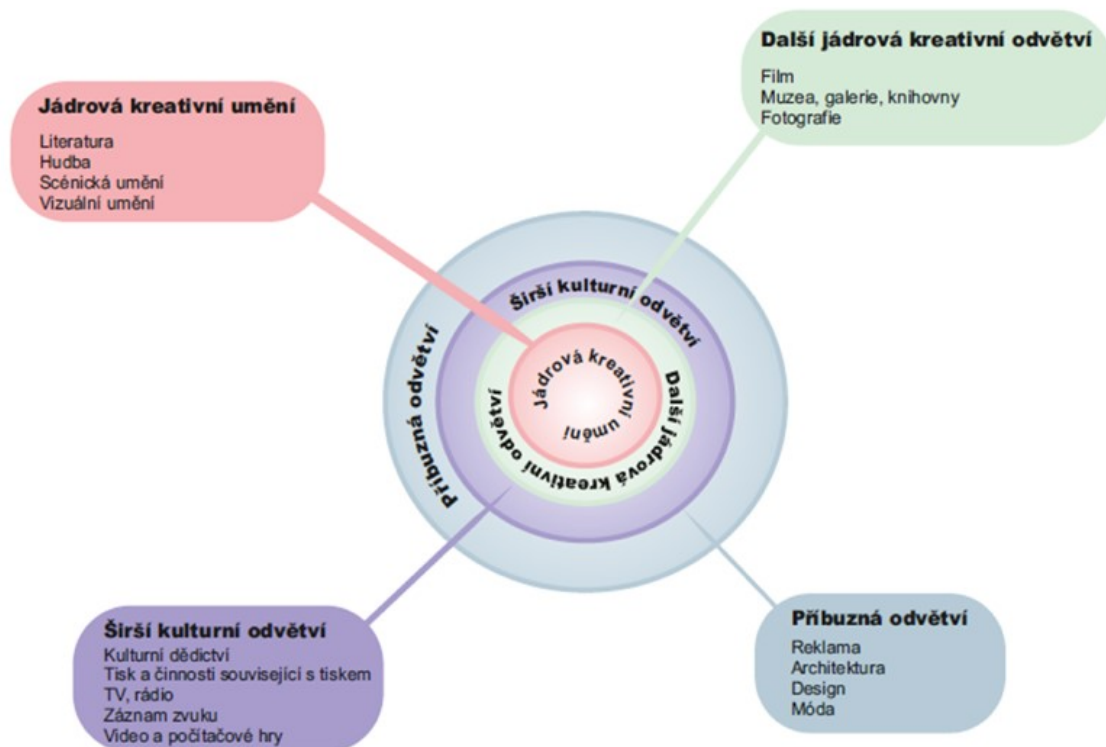 Další jádrová kreativní odvětví
Film
Muzea, galerie, knihovny
Fotografie
Jádrová kreativní umění
Literatura
Hudba
Scénická umění
Vizuální umění
Příbuzná odvětví
Širší kulturní odvětví
Další jádrová kreativní odvětví
Jádrová kreativní umění
Širší kulturní odvětví
Kulturní dědictví
Tisk a činnosti související s tiskem
TV, rádio
Záznam zvuku
Video a počítačové hry
Příbuzná odvětví
Reklama
Architektura
Design
Móda